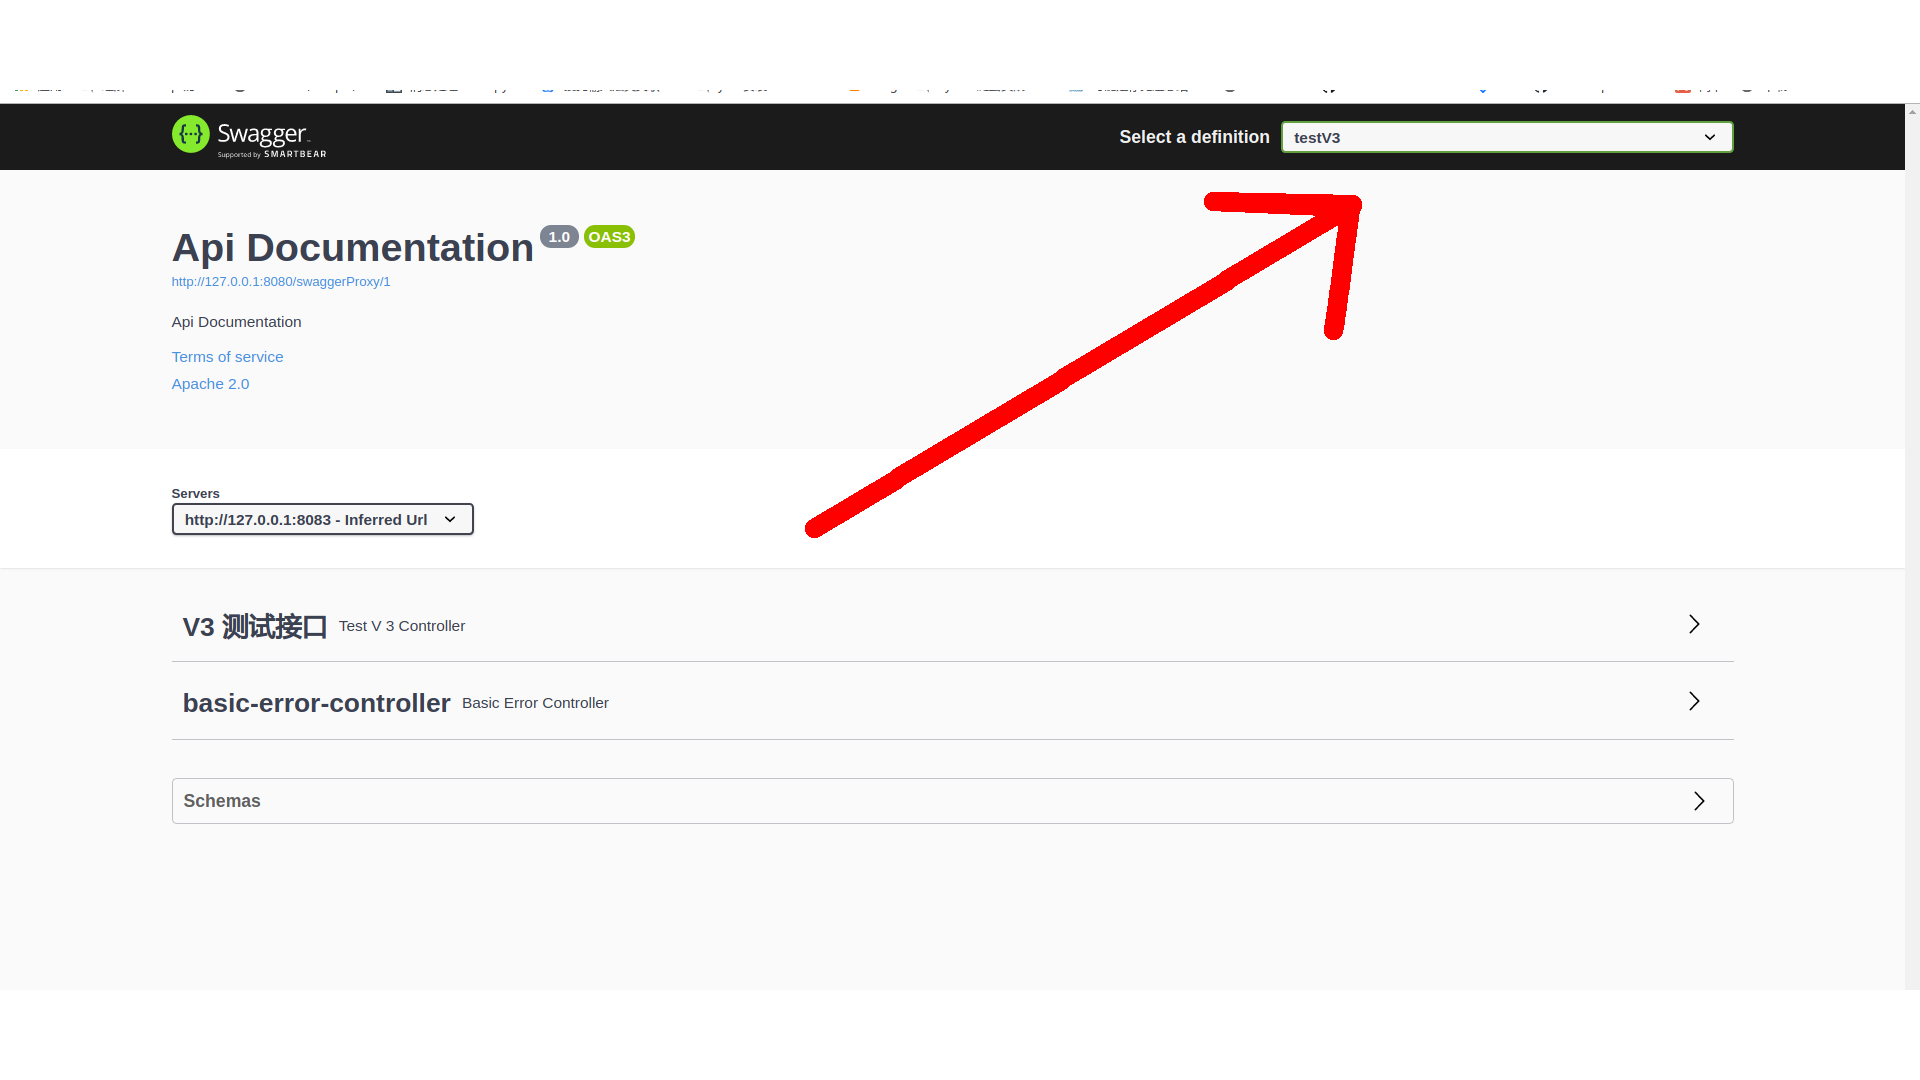 Swagger
Supported by SMARTBEAR
Select a definition
testV3
Api Documentation 1.0 OAS3
http://127.0.0.1:8080/swaggerProxy/1
Api Documentation
Terms of service
Apache 2.0
Servers
http://127.0.0.1:8083 - Inferred Url
V3 测试接口 Test V 3 Controller
basic-error-controller Basic Error Controller
Schemas